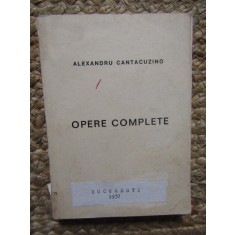 ALEXANDRU CANTACUZINO
OPERE COMPLETE
BUCUREȘTI